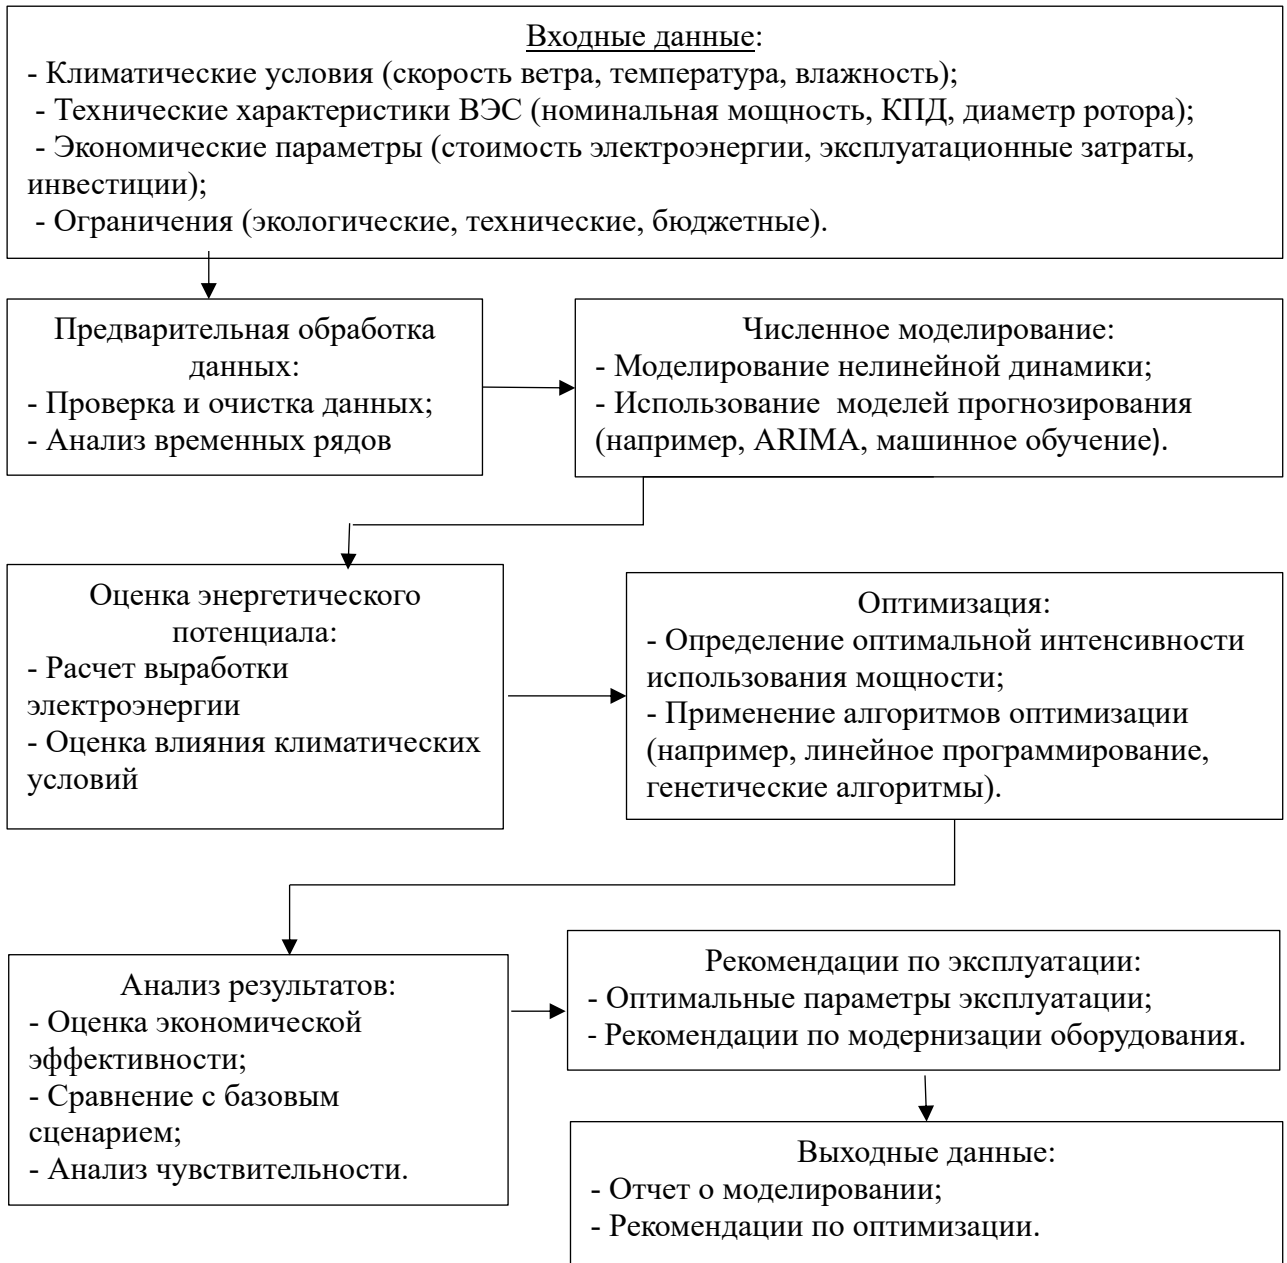 Входные данные:
- Климатические условия (скорость ветра, температура, влажность);
- Технические характеристики ВЭС (номинальная мощность, КПД, диаметр ротора);
- Экономические параметры (стоимость электроэнергии, эксплуатационные затраты,
инвестиции);
- Ограничения (экологические, технические, бюджетные).
Предварительная обработка
данных:
- Проверка и очистка данных;
- Анализ временных рядов
Численное моделирование:
- Моделирование нелинейной динамики;
- Использование моделей прогнозирования
(например, ARIMA, машинное обучение).
Оценка энергетического
потенциала:
- Расчет выработки
электроэнергии
- Оценка влияния климатических
условий
Оптимизация:
- Определение оптимальной интенсивности
использования мощности;
- Применение алгоритмов оптимизации
(например, линейное программирование,
генетические алгоритмы).
Анализ результатов:
- Оценка экономической
эффективности;
- Сравнение с базовым
сценарием;
- Анализ чувствительности.
Рекомендации по эксплуатации:
- Оптимальные параметры эксплуатации;
- Рекомендации по модернизации оборудования.
Выходные данные:
- Отчет о моделировании;
- Рекомендации по оптимизации.